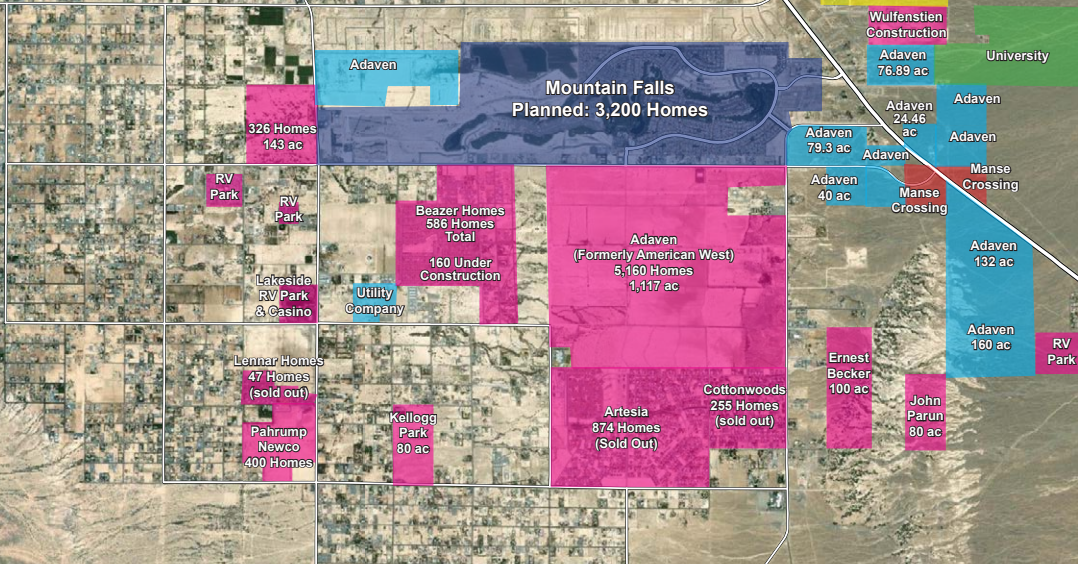 Wulfenstien
Construction
Adaven
76.89 ac
University
Adaven
Mountain Falls
Planned: 3,200 Homes
Adaven
24.46
ac
Adaven
Adaven
326 Homes
143 ac
Adaven
79.3 ac
Adaven
RV
Park
RV
Park
Adaven
40 ac
Manse
Crossing
Manse
Crossing
Beazer Homes
586 Homes
Total
160 Under
Construction
Adaven
(Formerly American West)
5,160 Homes
1,117 ac
Adaven
132 ac
Lakeside
RV Park
& Casino
Utility
Company
Adaven
160 ac
RV
Park
Lennar Homes
47 Homes
(sold out)
Ernest
Becker
100 ac
Cottonwoods
255 Homes
(sold out)
John
Parun
80 ac
Artesia
874 Homes
(Sold Out)
Kellogg
Park
80 ac
Pahrump
Newco
400 Homes